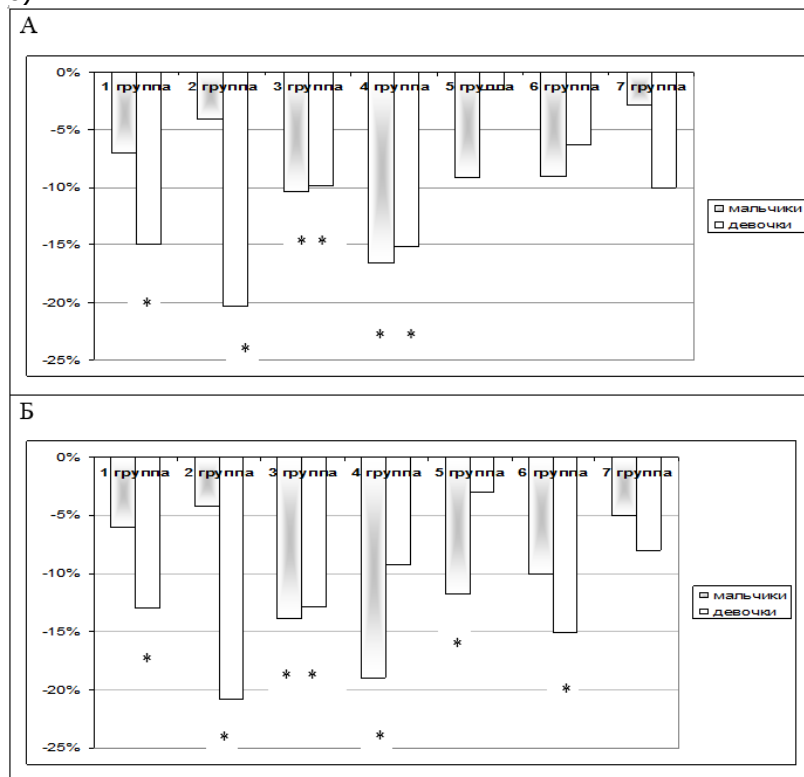 А
0%
1 группа 2 группа 3 группа 4 группа 5 группа 6 группа 7 группа
-5%
-10%
-15%
-20%
-25%
* * * * * *
мальчики
девочки
Б
0%
1 группа 2 группа 3 группа 4 группа 5 группа 6 группа 7 группа
-5%
-10%
-15%
-20%
-25%
* * * * * * *
мальчики
девочки